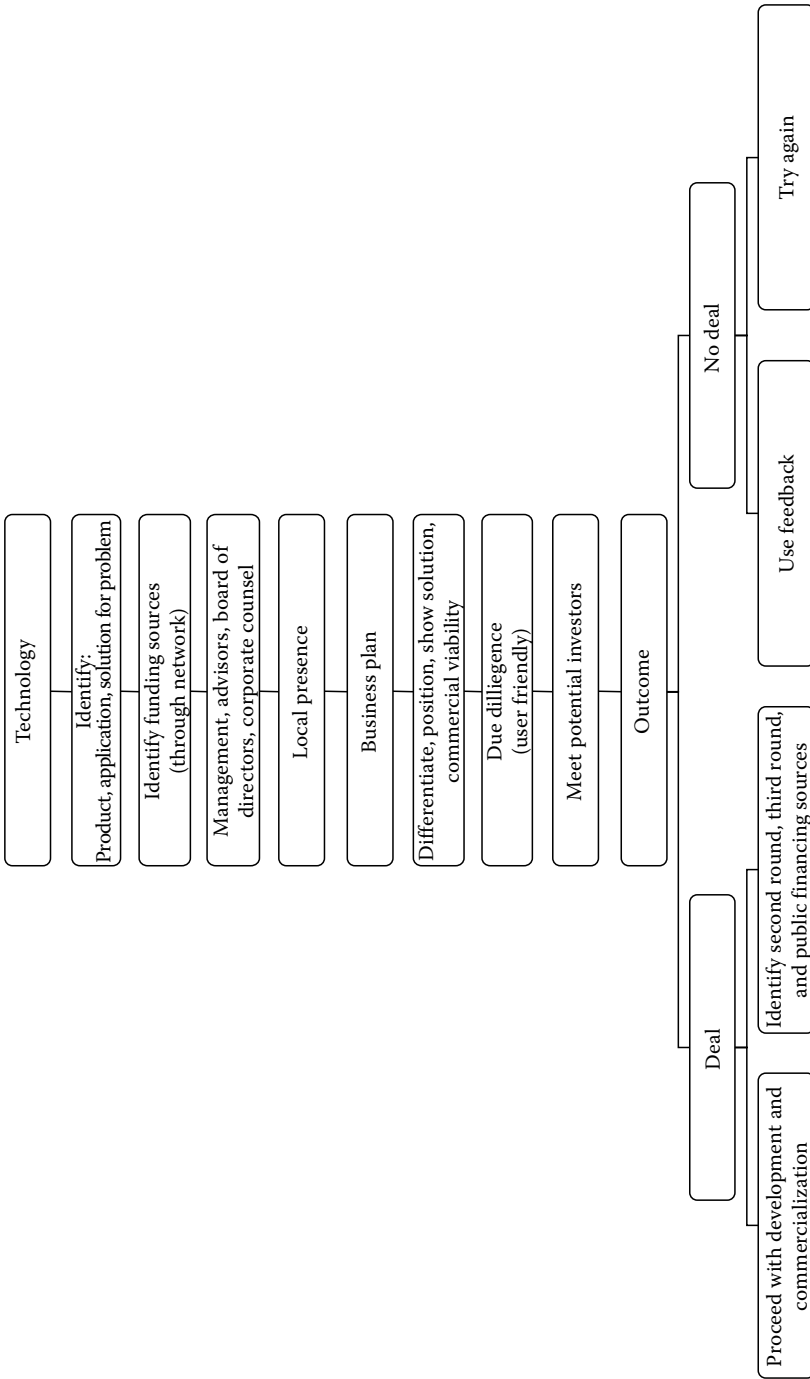 Technology
Identify:
Product, application, solution for problem
Identify funding sources
(through network)
Management, advisors, board of
directors, corporate counsel
Local presence
Business plan
Differentiate, position, show solution,
commercial viability
Due dilliegence
(user friendly)
Meet potential investors
Outcome
Deal
No deal
Proceed with development and
commercialization
Identify second round, third round,
and public financing sources
Use feedback
Try again